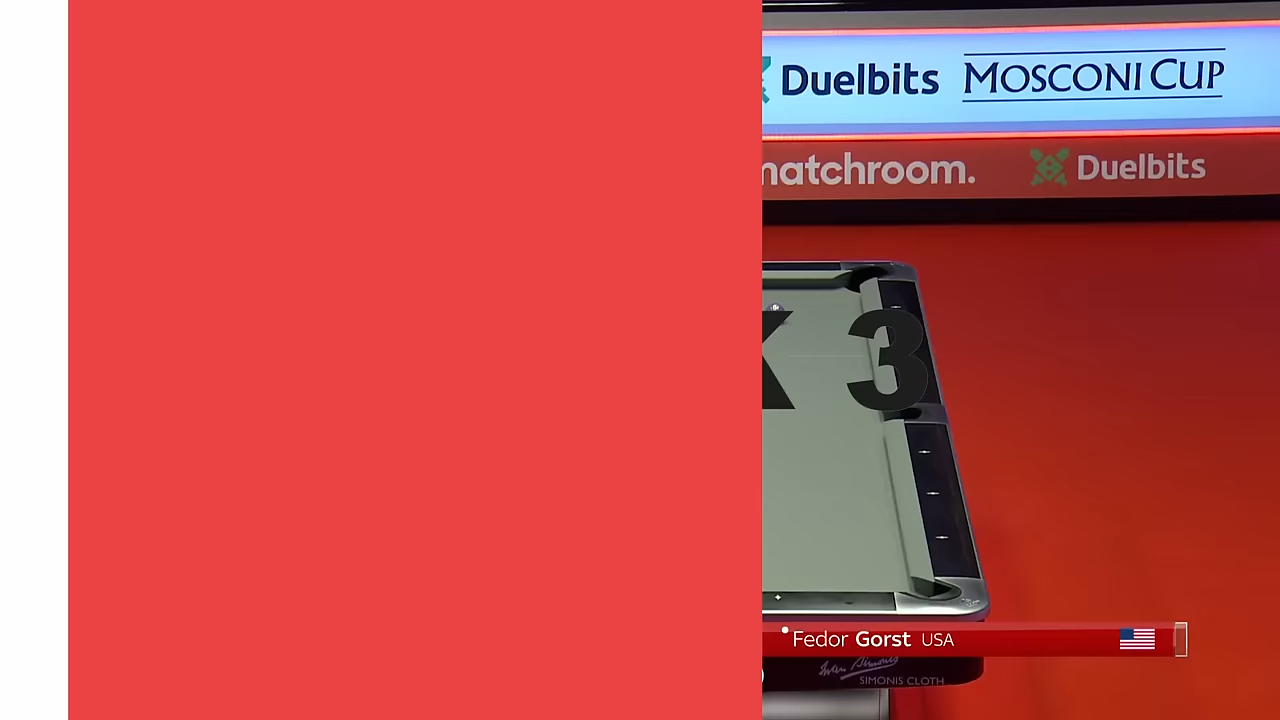 Duelbits MOSCONI CUP
matchroom. Duelbits
3
Fedor Gorst USA
SIMONIS CLOTH